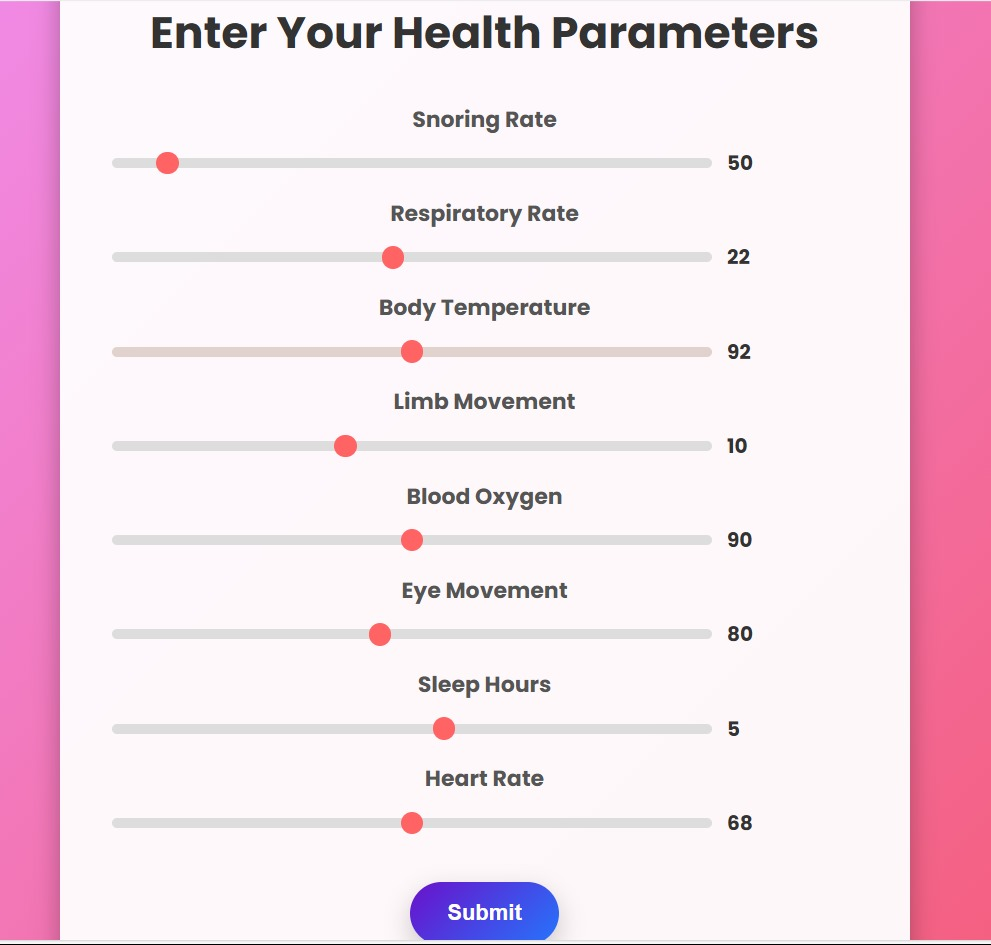 Enter Your Health Parameters
Snoring Rate
50
Respiratory Rate
22
Body Temperature
92
Limb Movement
10
Blood Oxygen
90
Eye Movement
80
Sleep Hours
5
Heart Rate
68
Submit